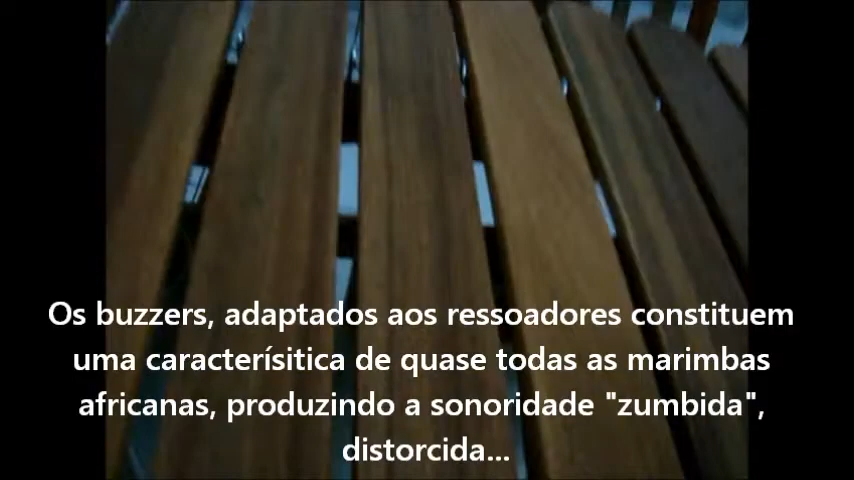 Os buzzers, adaptados aos ressoadores constituem
uma caracterísitica de quase todas as marimbas
africanas, produzindo a sonoridade "zumbida",
distorcida...